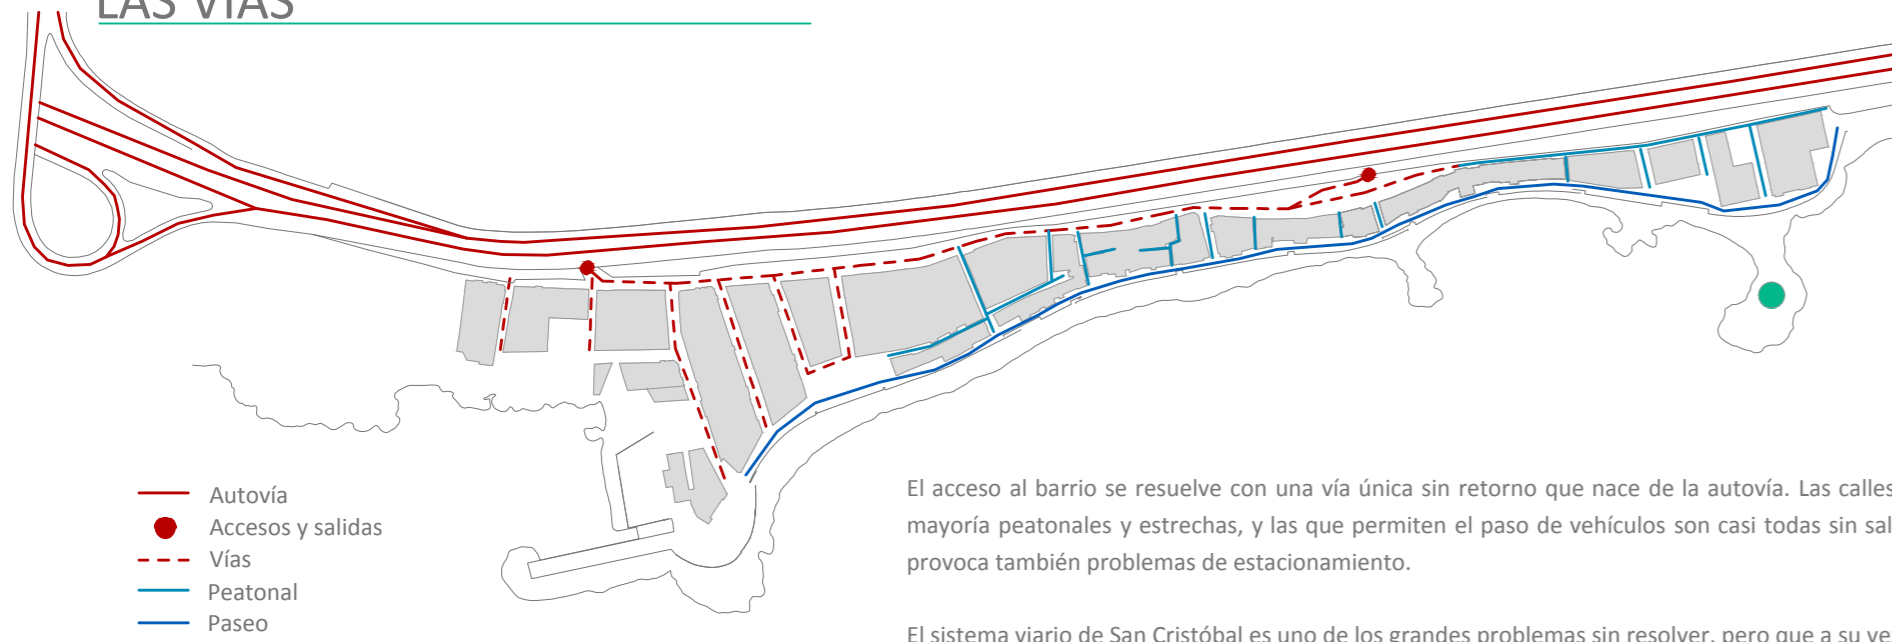 LAS VÍAS
Autovía
Accesos y salidas
Vías
Peatonal
Paseo
El acceso al barrio se resuelve con una vía única sin retorno que nace de la autovía. Las calles
mayoría peatonales y estrechas, y las que permiten el paso de vehículos son casi todas sin sal
provoca también problemas de estacionamiento.
El sistema viario de San Cristóbal es uno de los grandes problemas sin resolver, pero que a su ve